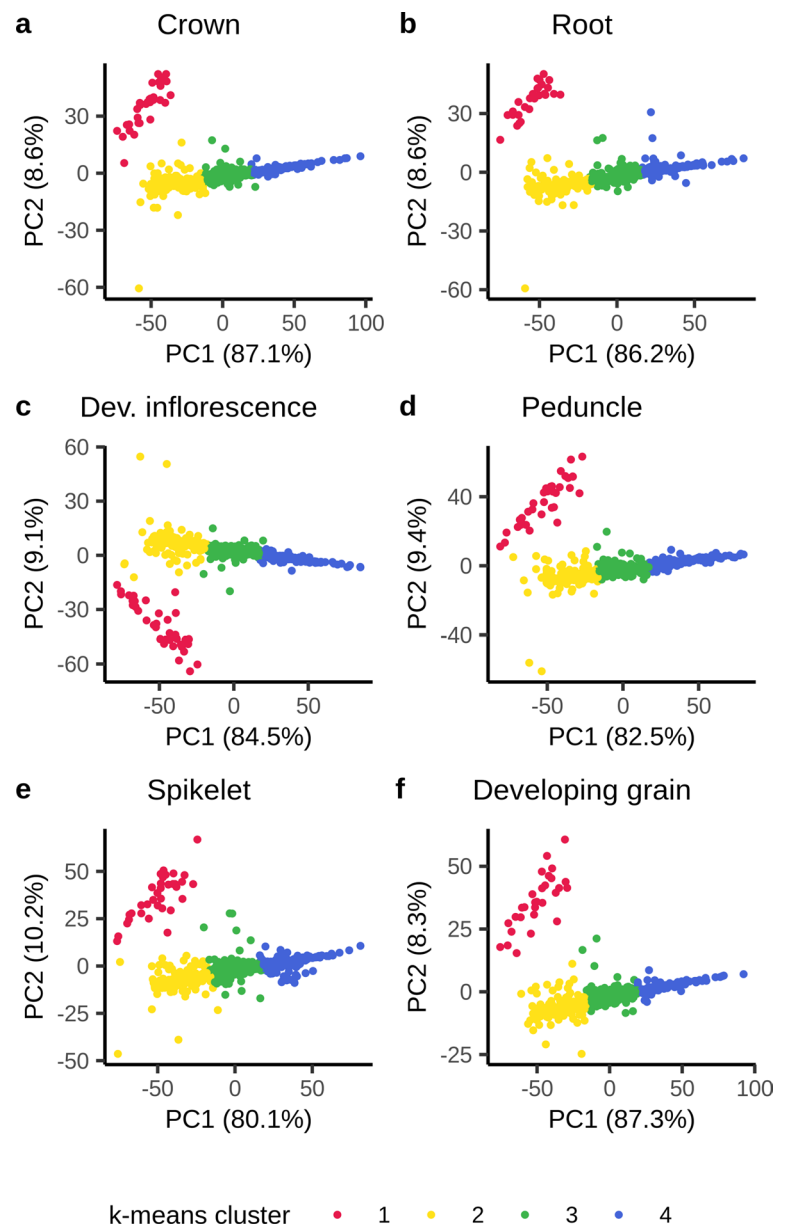 a Crown
30
0
-30
-60
PC2 (8.6%)
-50 0 50 100
PC1 (87.1%)
b Root
30
0
-30
-60
PC2 (8.6%)
-50 0 50
PC1 (86.2%)
c Dev. inflorescence
60
30
0
-30
-60
PC2 (9.1%)
-50 0 50
PC1 (84.5%)
d Peduncle
40
0
-40
PC2 (9.4%)
-50 0 50
PC1 (82.5%)
e Spikelet
50
25
0
-25
-50
PC2 (10.2%)
-50 0 50
PC1 (80.1%)
f Developing grain
50
25
0
-25
PC2 (8.3%)
-50 0 50 100
PC1 (87.3%)
k-means cluster 1 2 3 4